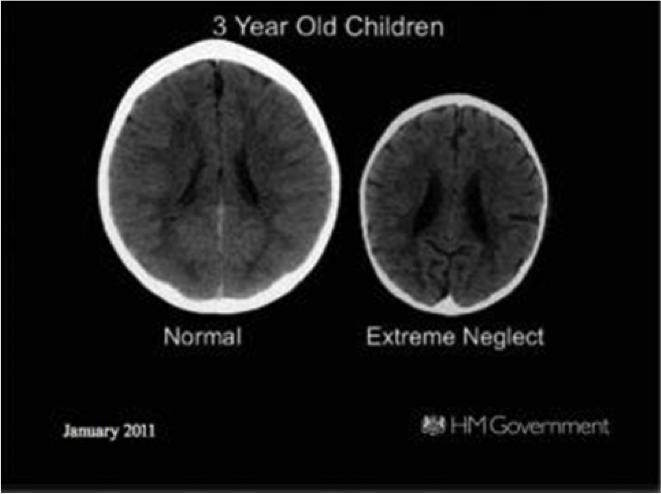 3 Year Old Children
Normal
Extreme Neglect
January 2011
HM Government